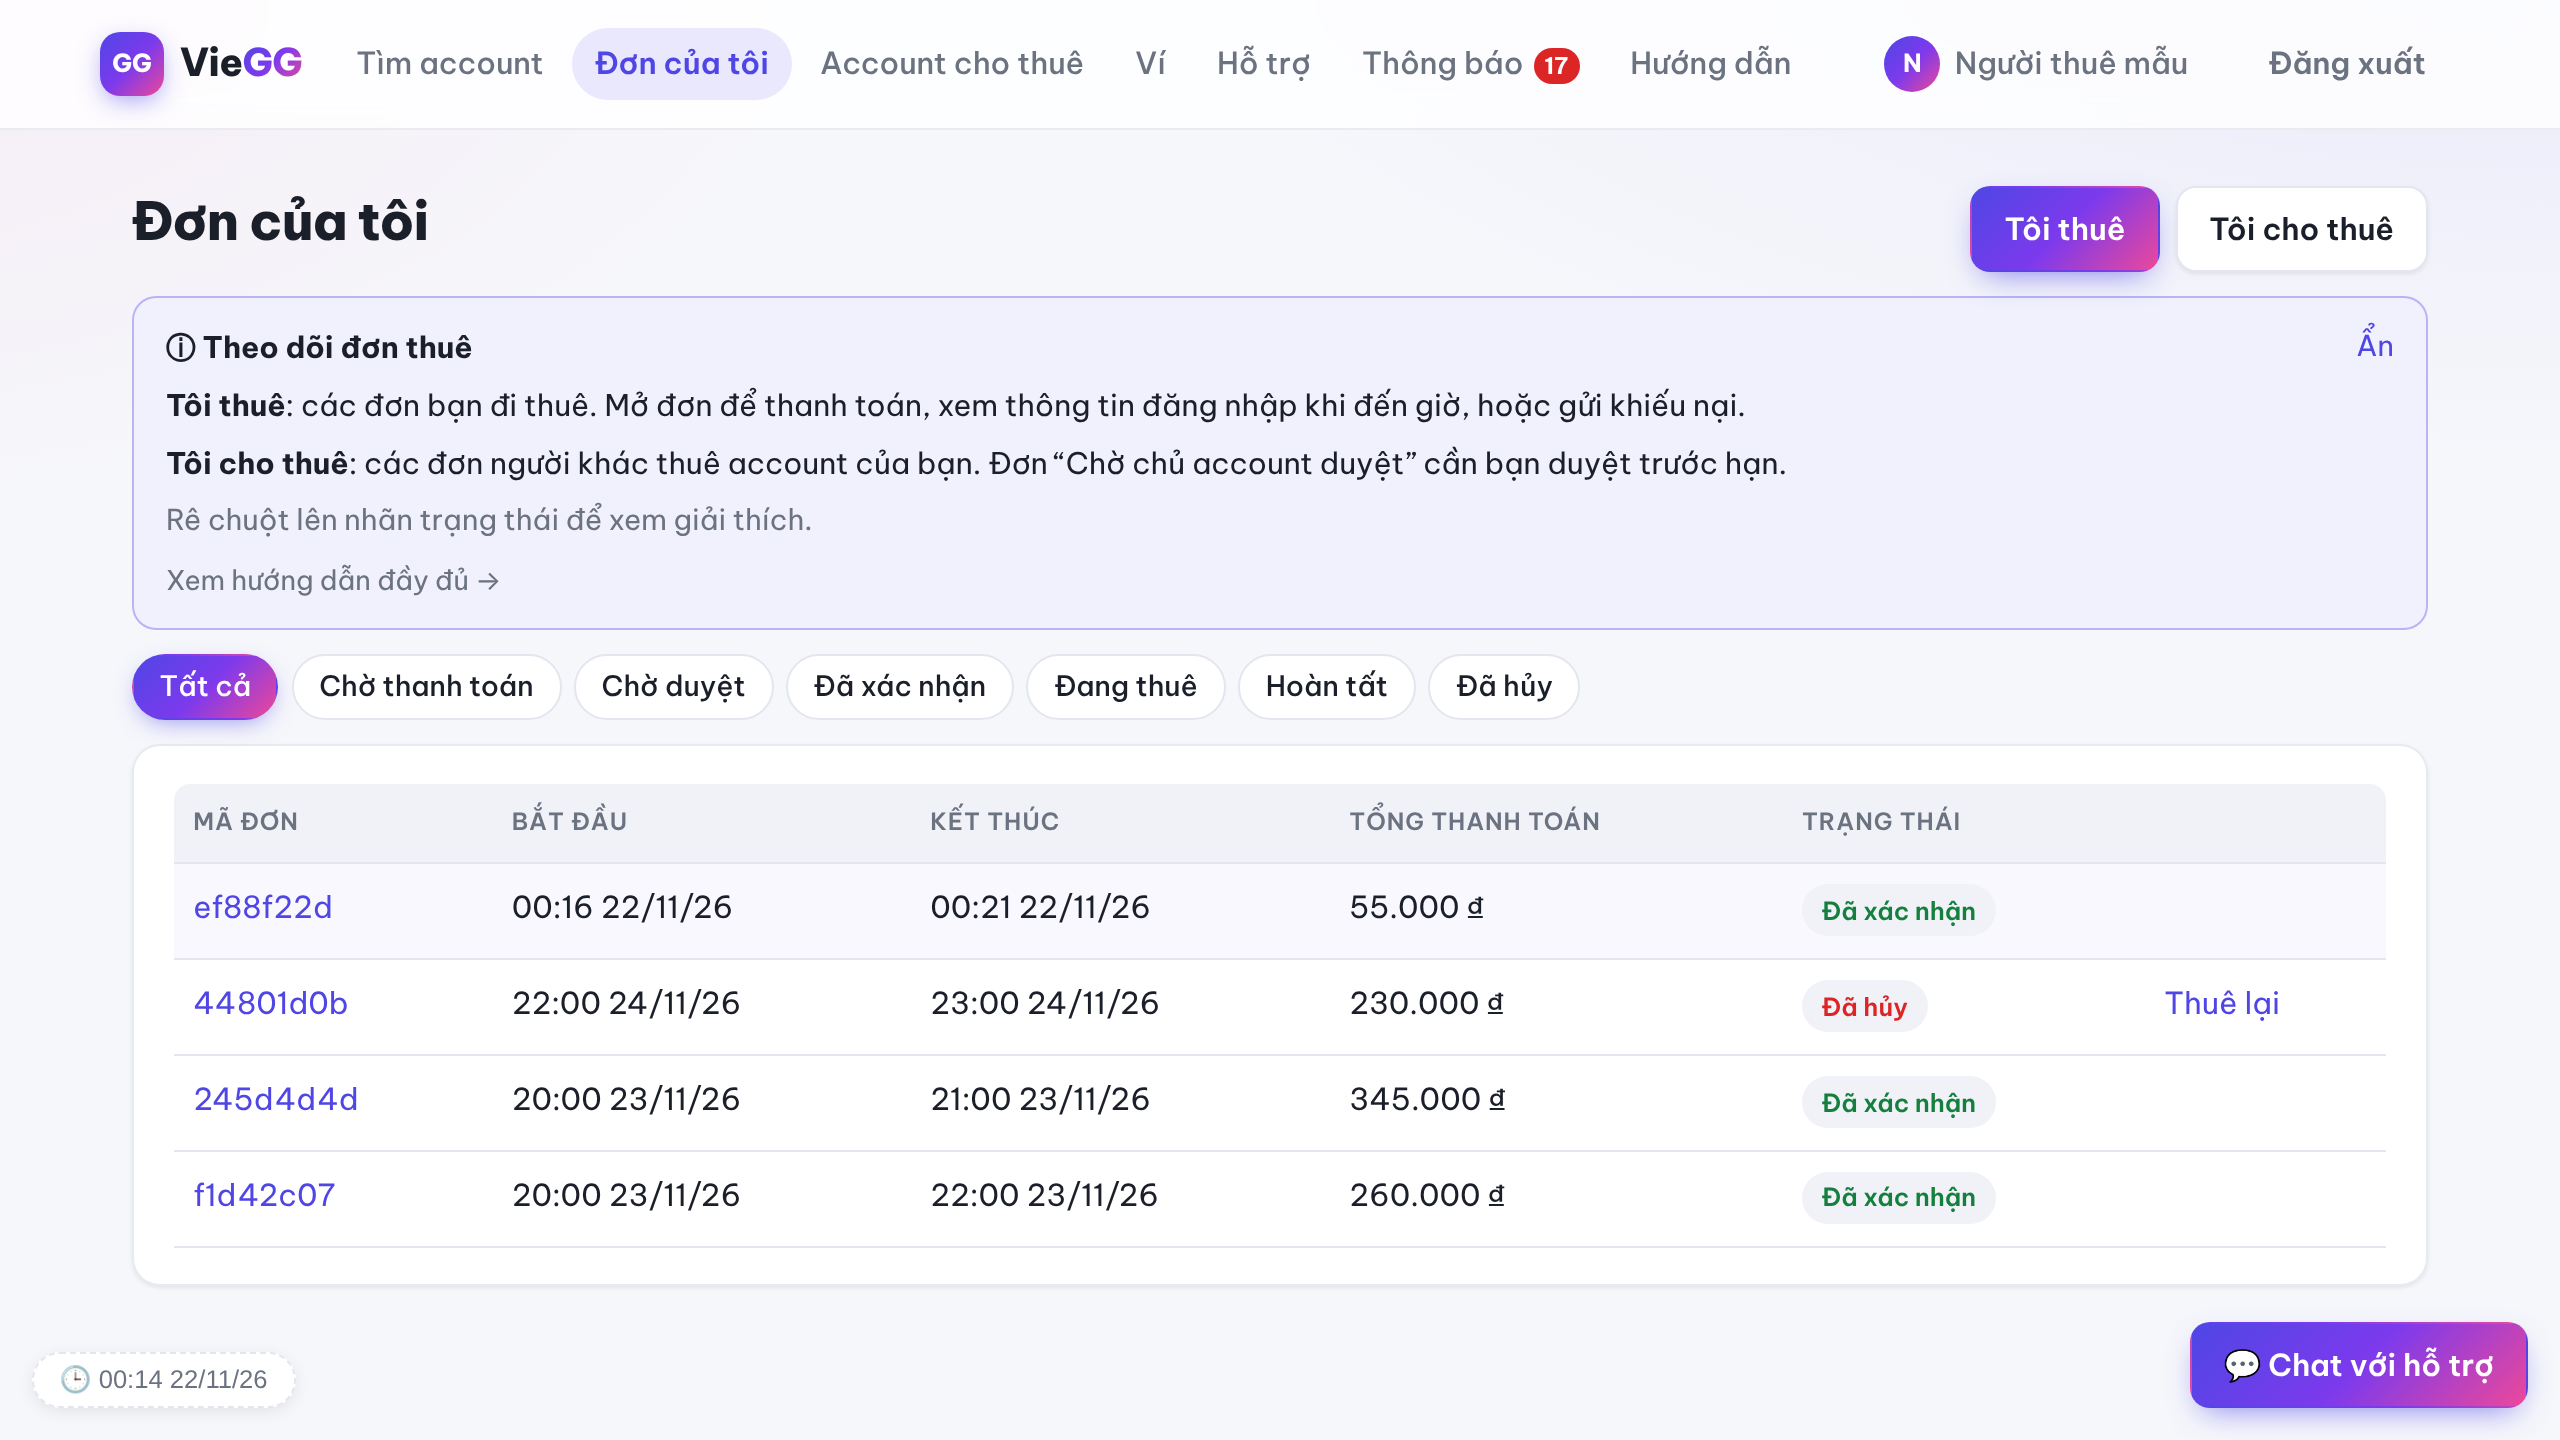 GG VieGG Tìm account Đơn của tôi Account cho thuê Ví Hỗ trợ Thông báo 17 Hướng dẫn N Người thuê mẫu Đăng xuất
Đơn của tôi Tôi thuê Tôi cho thuê
ⓘ Theo dõi đơn thuê Ẩn
Tôi thuê: các đơn bạn đi thuê. Mở đơn để thanh toán, xem thông tin đăng nhập khi đến giờ, hoặc gửi khiếu nại.
Tôi cho thuê: các đơn người khác thuê account của bạn. Đơn “Chờ chủ account duyệt” cần bạn duyệt trước hạn.
Rê chuột lên nhãn trạng thái để xem giải thích.
Xem hướng dẫn đầy đủ →
Tất cả Chờ thanh toán Chờ duyệt Đã xác nhận Đang thuê Hoàn tất Đã hủy
MÃ ĐƠN BẮT ĐẦU KẾT THÚC TỔNG THANH TOÁN TRẠNG THÁI
ef88f22d 00:16 22/11/26 00:21 22/11/26 55.000 ₫ Đã xác nhận
44801d0b 22:00 24/11/26 23:00 24/11/26 230.000 ₫ Đã hủy Thuê lại
245d4d4d 20:00 23/11/26 21:00 23/11/26 345.000 ₫ Đã xác nhận
f1d42c07 20:00 23/11/26 22:00 23/11/26 260.000 ₫ Đã xác nhận
🕒 00:14 22/11/26
💬 Chat với hỗ trợ